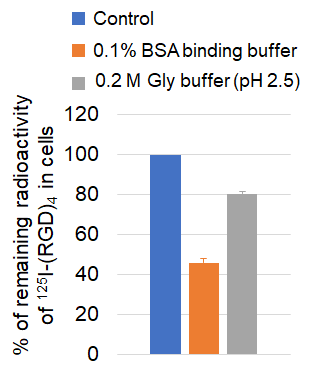 Control
0.1% BSA binding buffer
0.2 M Gly buffer (pH 2.5)
% of remaining radioactivity
of ¹²⁵I-(RGD)₄ in cells
120
100
80
60
40
20
0